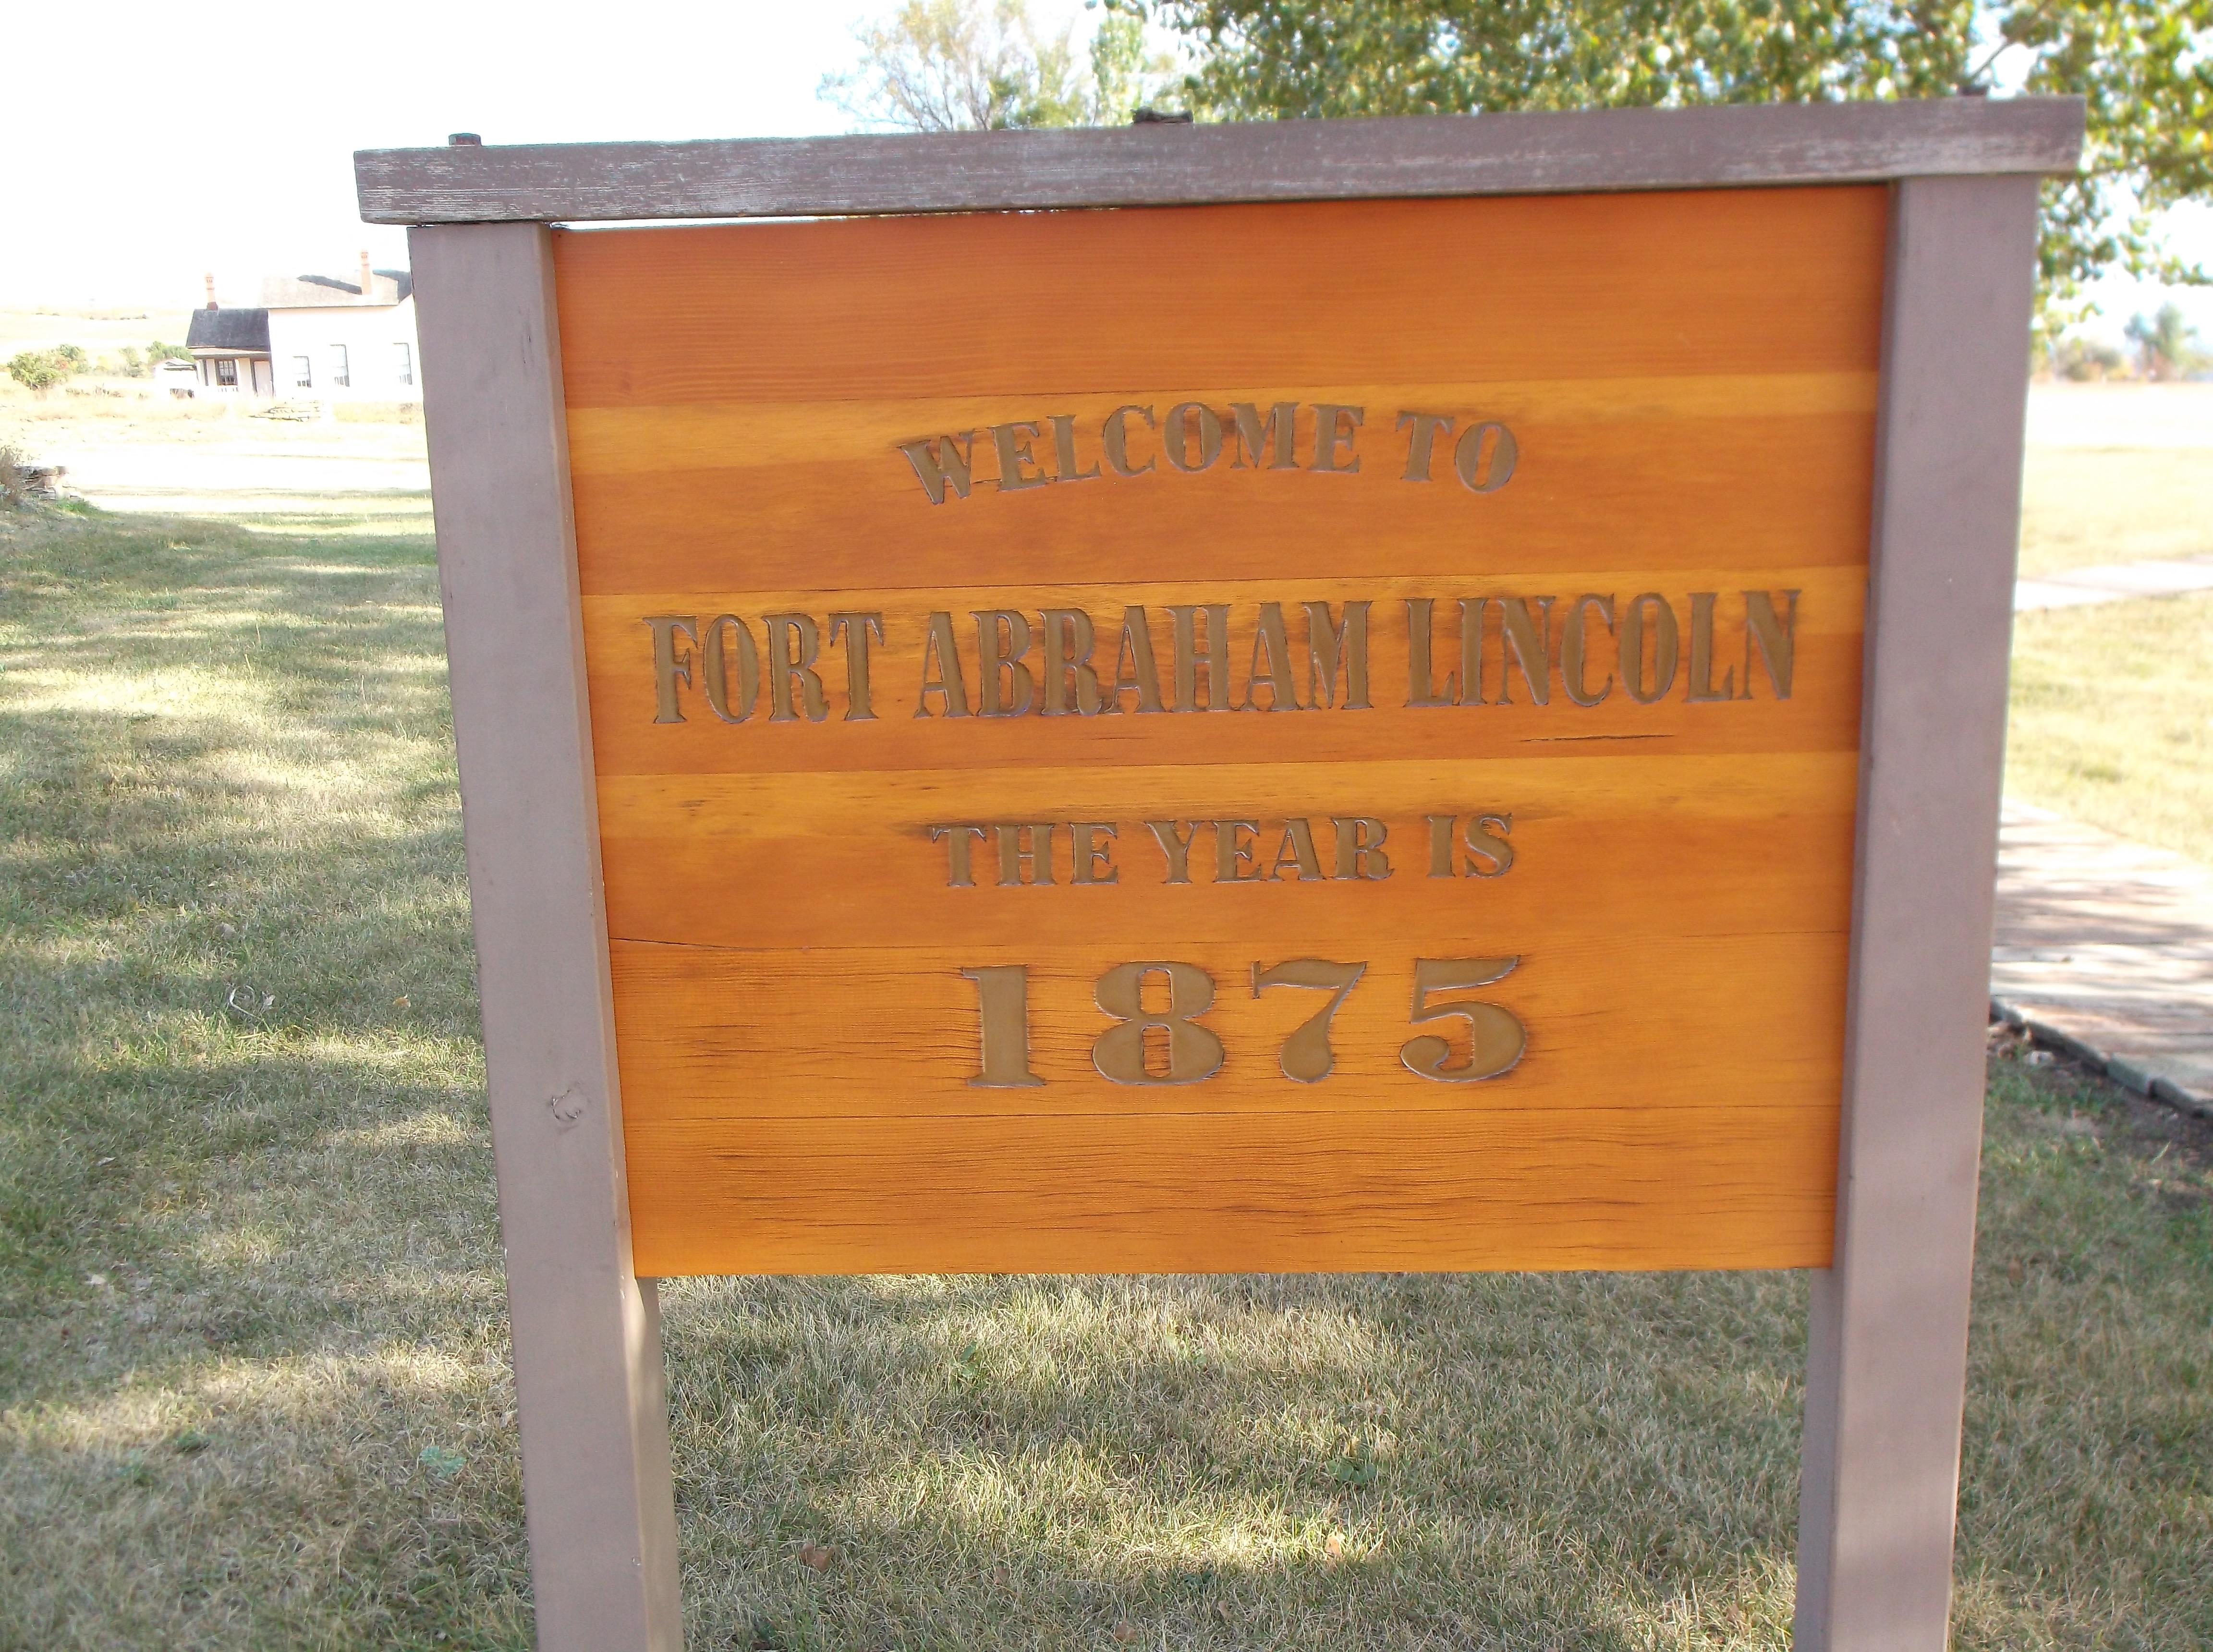 WELCOME TO
FORT ABRAHAM LINCOLN
THE YEAR IS
1875